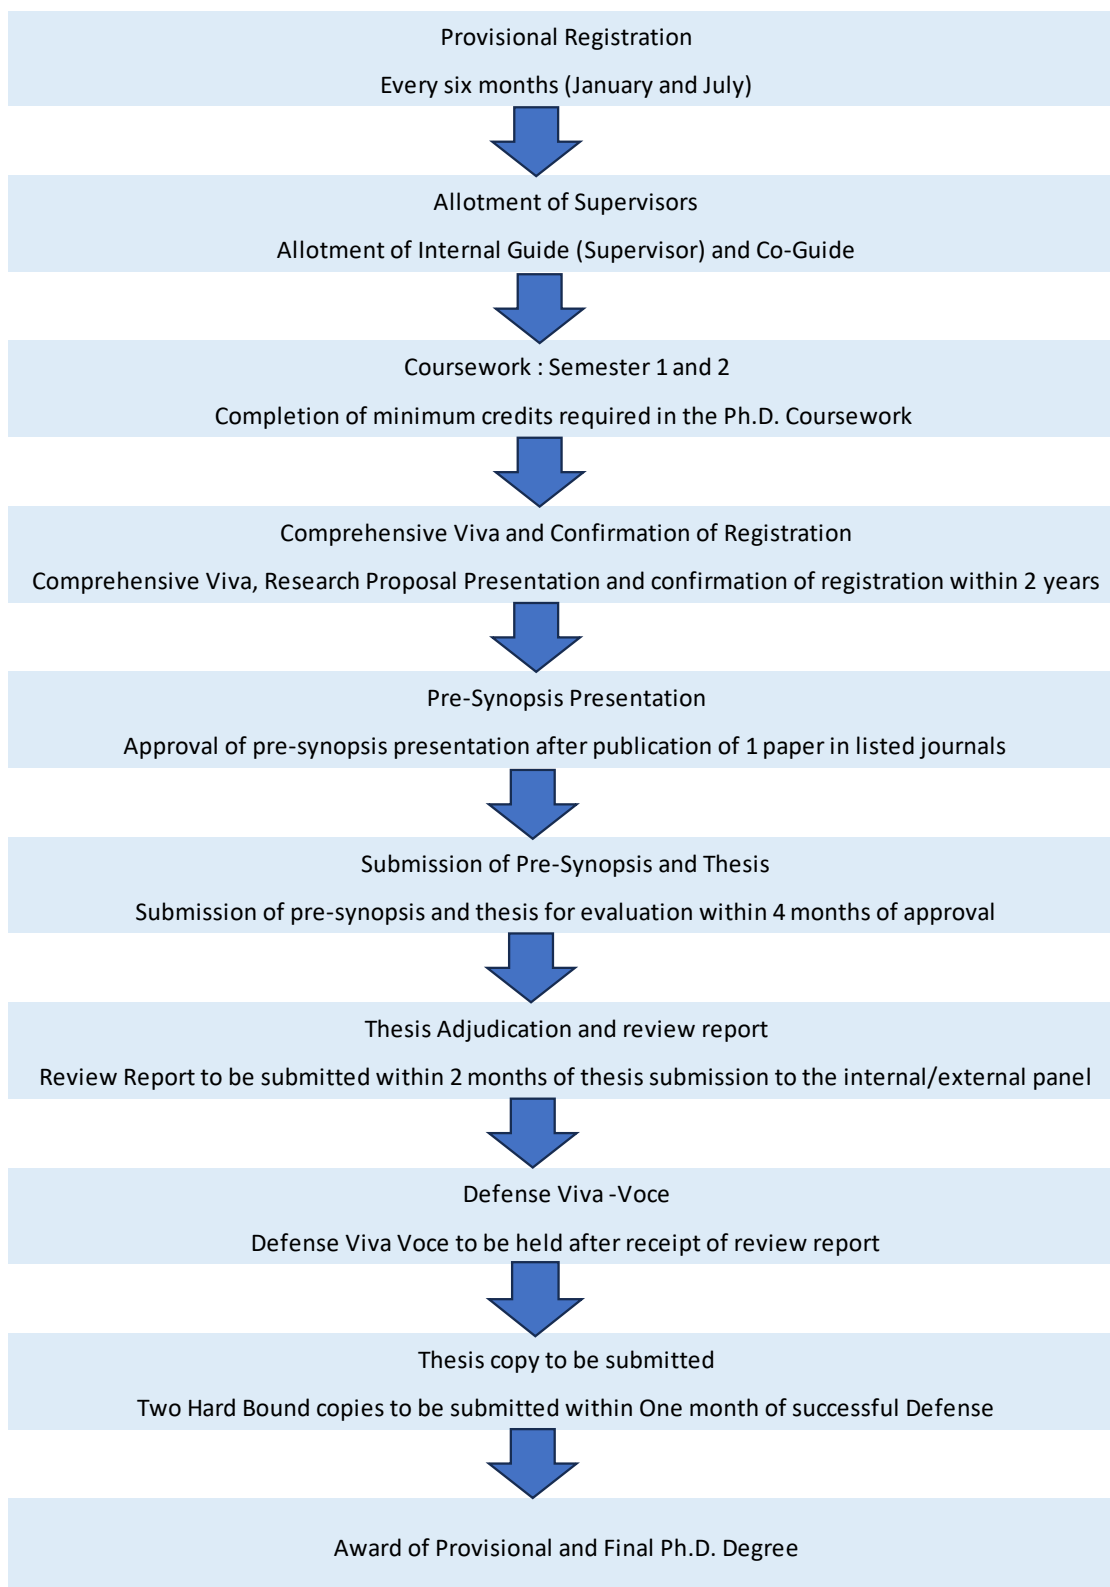 Provisional Registration
Every six months (January and July)
Allotment of Supervisors
Allotment of Internal Guide (Supervisor) and Co-Guide
Coursework : Semester 1 and 2
Completion of minimum credits required in the Ph.D. Coursework
Comprehensive Viva and Confirmation of Registration
Comprehensive Viva, Research Proposal Presentation and confirmation of registration within 2 years
Pre-Synopsis Presentation
Approval of pre-synopsis presentation after publication of 1 paper in listed journals
Submission of Pre-Synopsis and Thesis
Submission of pre-synopsis and thesis for evaluation within 4 months of approval
Thesis Adjudication and review report
Review Report to be submitted within 2 months of thesis submission to the internal/external panel
Defense Viva -Voce
Defense Viva Voce to be held after receipt of review report
Thesis copy to be submitted
Two Hard Bound copies to be submitted within One month of successful Defense
Award of Provisional and Final Ph.D. Degree